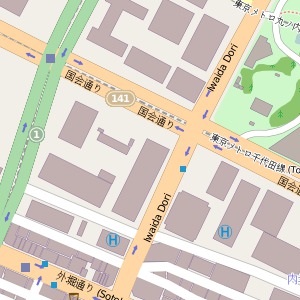 東京メトロ丸ノ内
Iwaida Dori
国会通り
141
国会通り
1
東京メトロ千代田線 (To
国会
Iwaida Dori
H
H
外堀通り (Soto
内幸